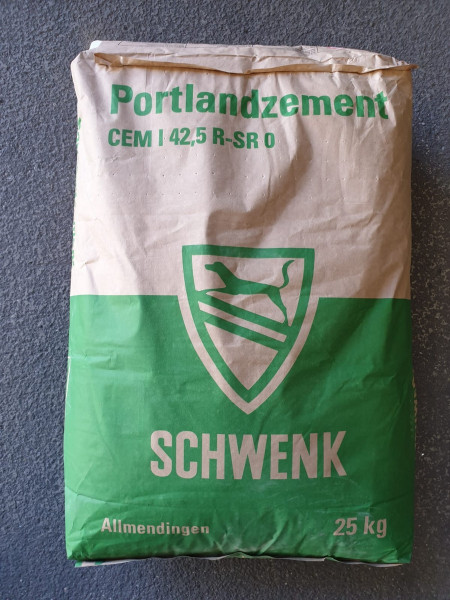 Portlandzement
CEM I 42,5 R-SR 0
SCHWENK
Allmendingen 25 kg